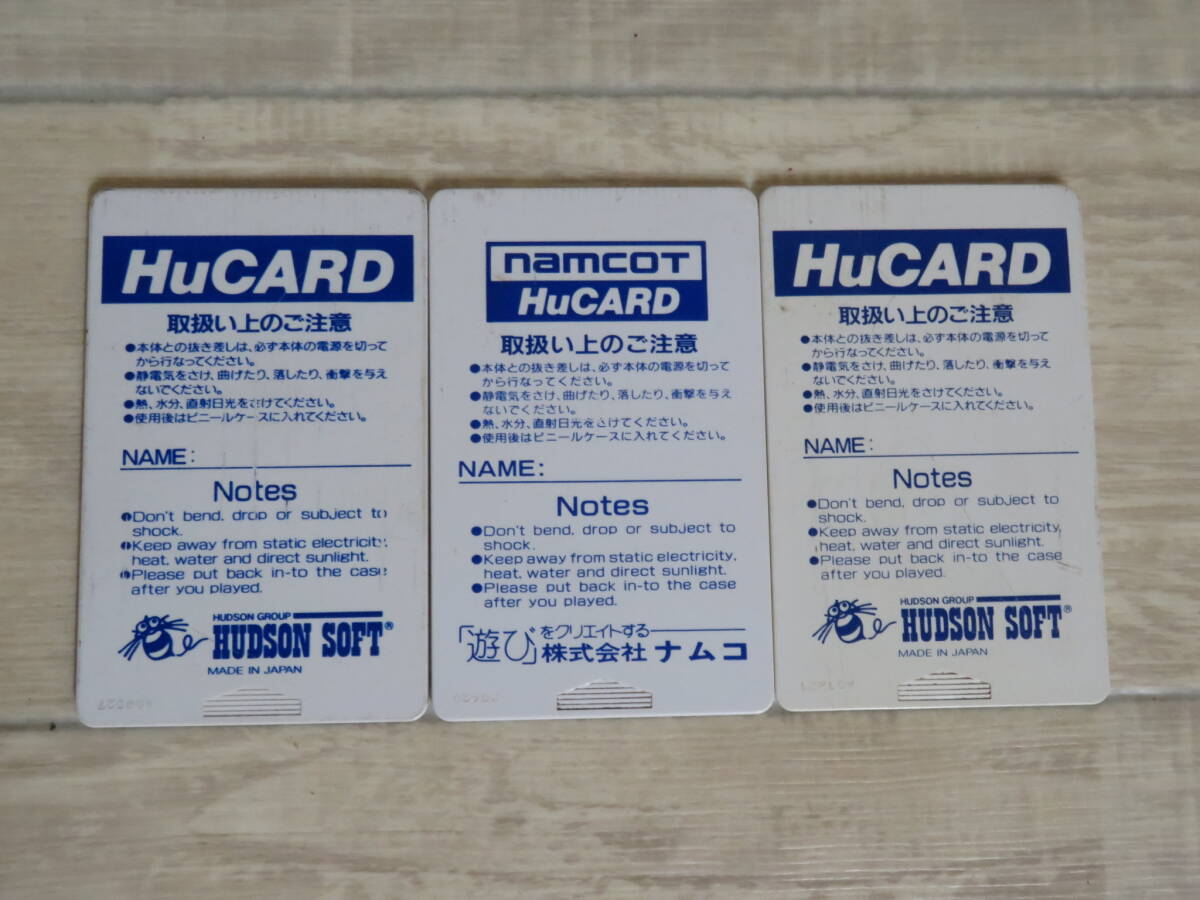 HuCARD
取扱い上のご注意
●本体との抜き差しは、必ず本体の電源を切って
から行なってください。
●静電気をさけ、曲げたり、落したり、衝撃を与え
ないでください。
●熱、水分、直射日光をさけてください。
●使用後はビニールケースに入れてください。
NAME:
Notes
●Don't bend, drop or subject to
shock.
●Keep away from static electricity,
heat, water and direct sunlight.
●Please put back in-to the case
after you played.
HUDSON GROUP
HUDSON SOFT®
MADE IN JAPAN
namcoT
HuCARD
取扱い上のご注意
●本体との抜き差しは、必ず本体の電源を切って
から行なってください。
●静電気をさけ、曲げたり、落したり、衝撃を与え
ないでください。
●熱、水分、直射日光をさけてください。
●使用後はビニールケースに入れてください。
NAME:
Notes
●Don't bend, drop or subject to
shock.
●Keep away from static electricity,
heat, water and direct sunlight.
●Please put back in-to the case
after you played.
「遊び」をクリエイトする
株式会社 ナムコ
HuCARD
取扱い上のご注意
●本体との抜き差しは、必ず本体の電源を切って
から行なってください。
●静電気をさけ、曲げたり、落したり、衝撃を与え
ないでください。
●熱、水分、直射日光をさけてください。
●使用後はビニールケースに入れてください。
NAME:
Notes
●Don't bend, drop or subject to
shock.
●Keep away from static electricity,
heat, water and direct sunlight.
●Please put back in-to the case
after you played.
HUDSON GROUP
HUDSON SOFT®
MADE IN JAPAN